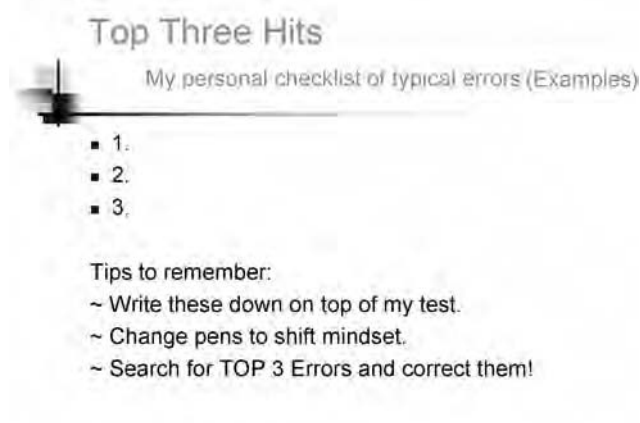 Top Three Hits
My personal checklist of typical errors (Examples)
▪ 1.
▪ 2.
▪ 3.
Tips to remember:
~ Write these down on top of my test.
~ Change pens to shift mindset.
~ Search for TOP 3 Errors and correct them!